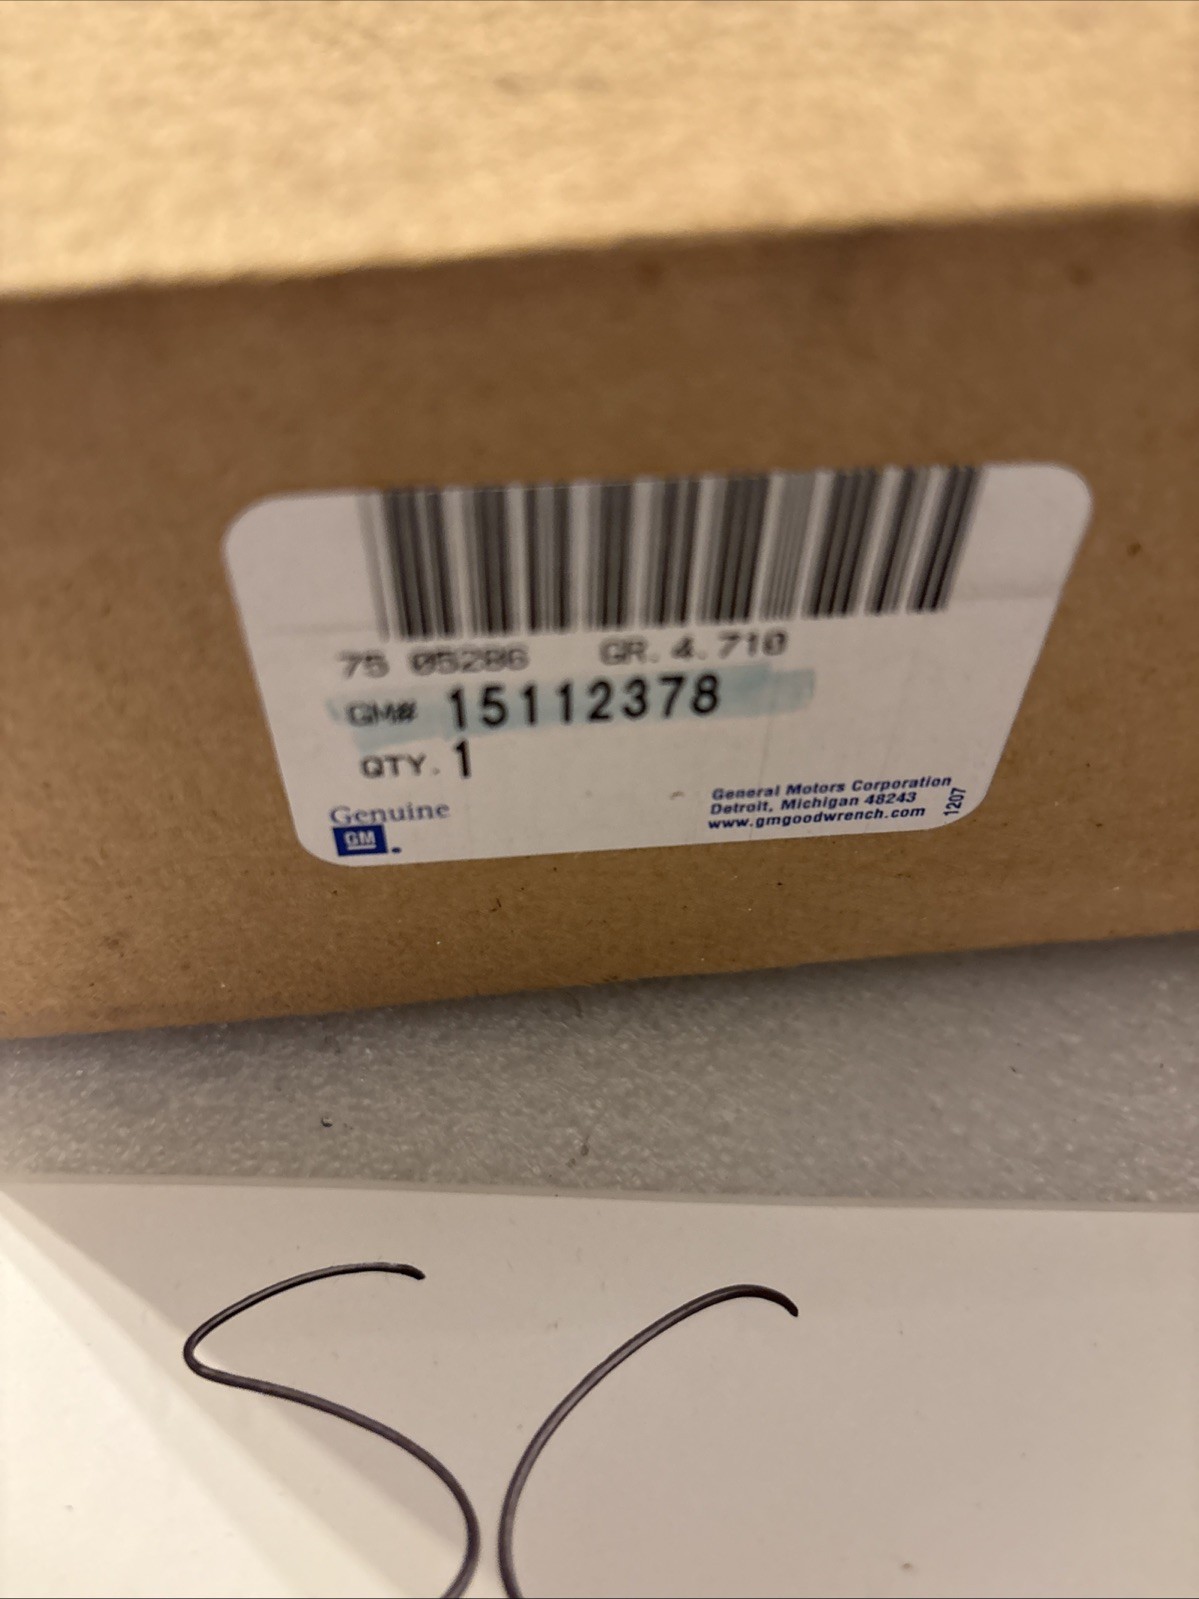 75 05286 GR. 4.710
GM# 15112378
QTY. 1
Genuine
GM
General Motors Corporation
Detroit, Michigan 48243
www.gmgoodwrench.com
1207
SC